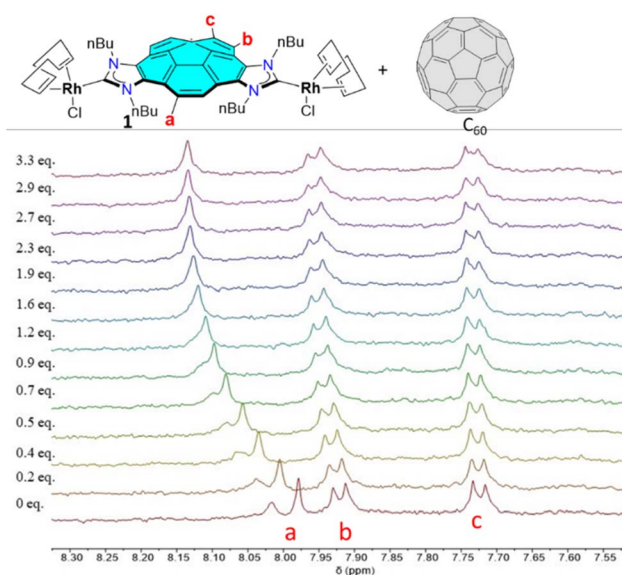 c
b
nBu
nBu
N
N
Rh
Rh
+
Cl
N
N
Cl
nBu
nBu
1
a
C60
3.3 eq.
2.9 eq.
2.7 eq.
2.3 eq.
1.9 eq.
1.6 eq.
1.2 eq.
0.9 eq.
0.7 eq.
0.5 eq.
0.4 eq.
0.2 eq.
0 eq.
a b c
8.30 8.25 8.20 8.15 8.10 8.05 8.00 7.95 7.90 7.85 7.80 7.75 7.70 7.65 7.60 7.55
δ (ppm)